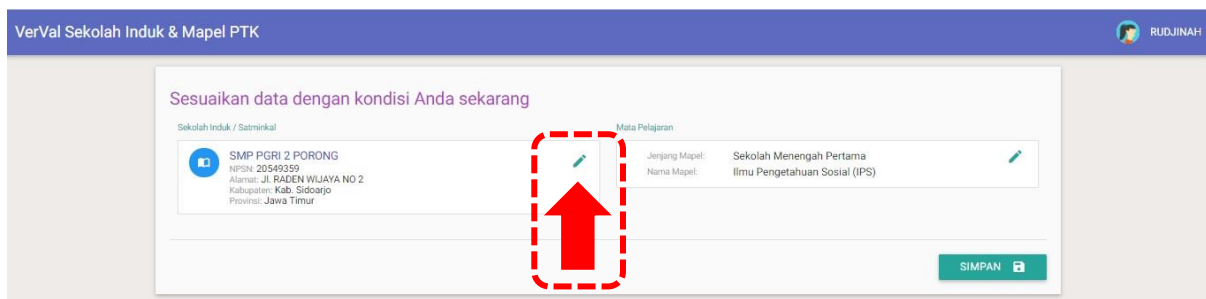 VerVal Sekolah Induk & Mapel PTK
RUDJINAH
Sesuaikan data dengan kondisi Anda sekarang
Sekolah Induk / Satminkal
SMP PGRI 2 PORONG
NPSN: 20549359
Alamat: Jl. RADEN WIJAYA NO 2
Kabupaten: Kab. Sidoarjo
Provinsi: Jawa Timur
Mata Pelajaran
Jenjang Mapel: Sekolah Menengah Pertama
Nama Mapel: Ilmu Pengetahuan Sosial (IPS)
SIMPAN